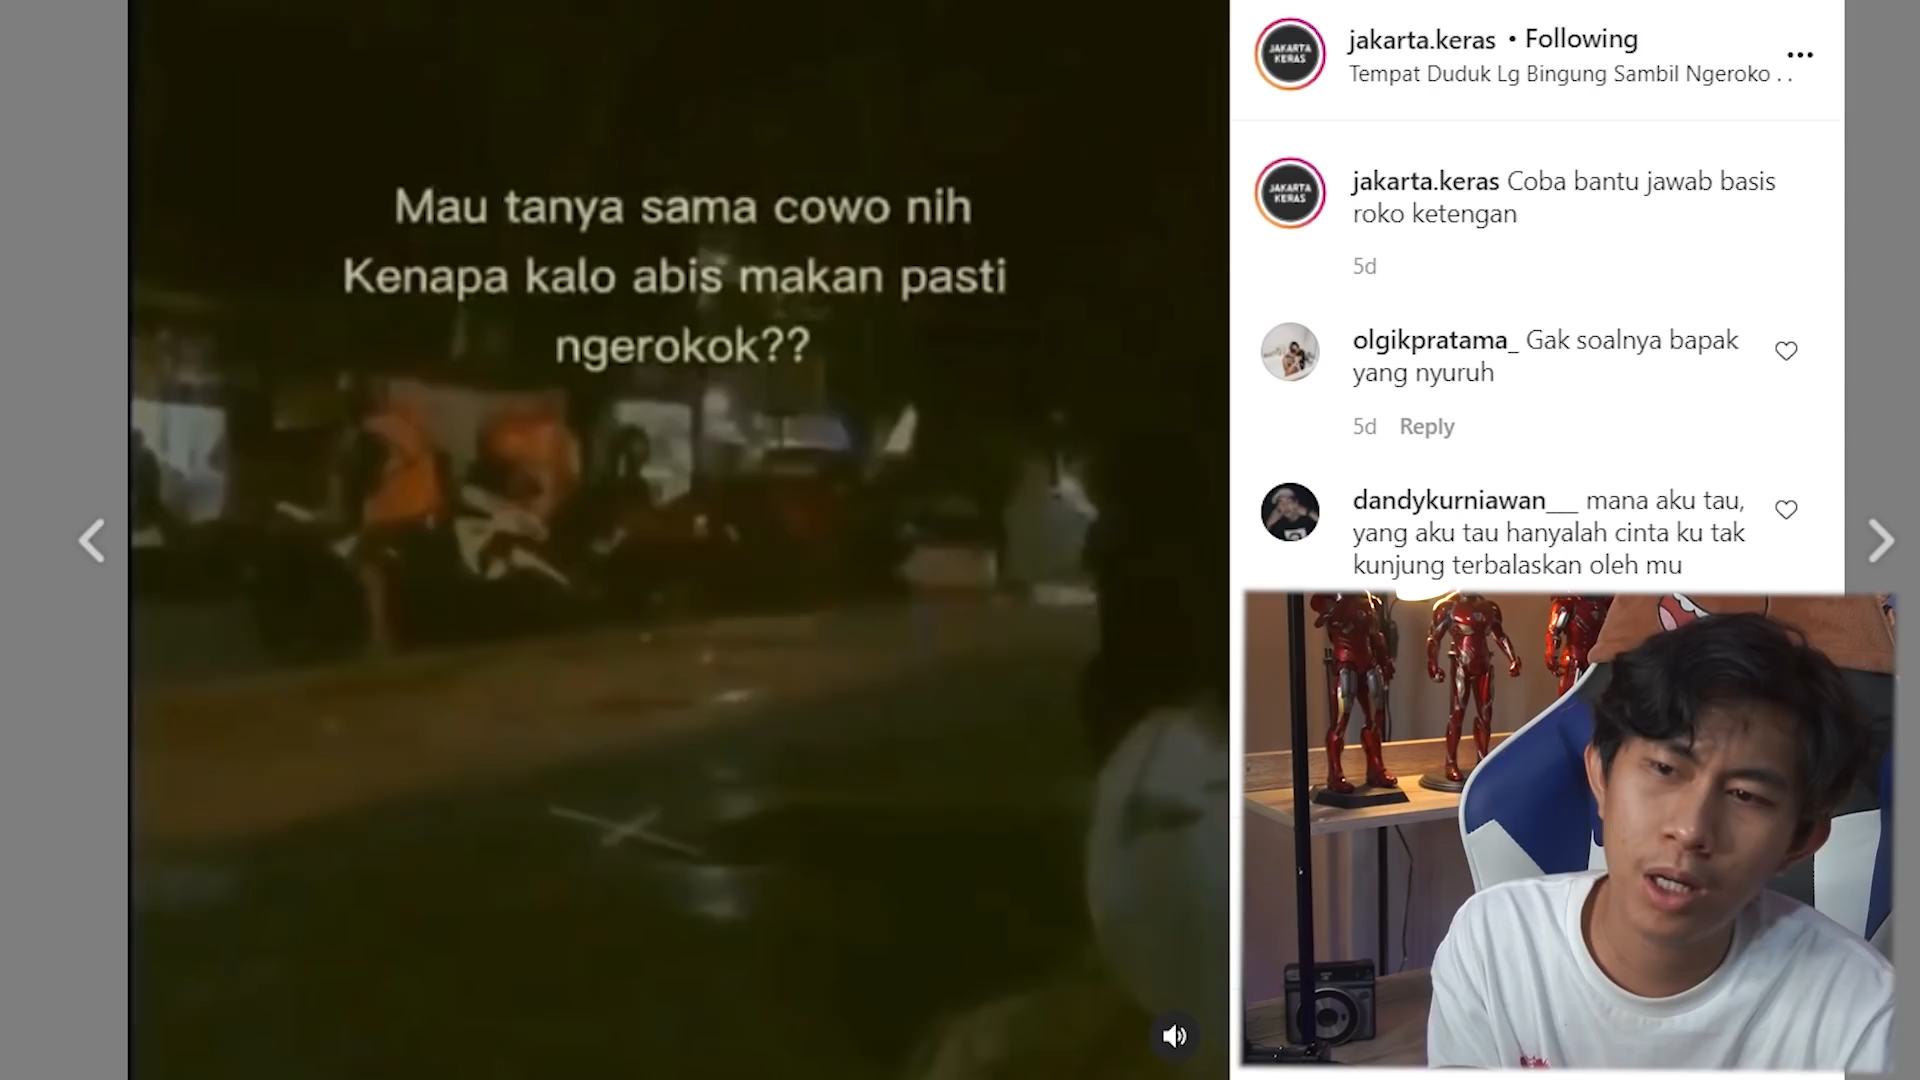 Mau tanya sama cowo nih
Kenapa kalo abis makan pasti
ngerokok??
JAKARTA
KERAS
jakarta.keras • Following
Tempat Duduk Lg Bingung Sambil Ngeroko . .
JAKARTA
KERAS
jakarta.keras Coba bantu jawab basis
roko ketengan
5d
olgikpratama_ Gak soalnya bapak
yang nyuruh
5d Reply
dandykurniawan___ mana aku tau,
yang aku tau hanyalah cinta ku tak
kunjung terbalaskan oleh mu